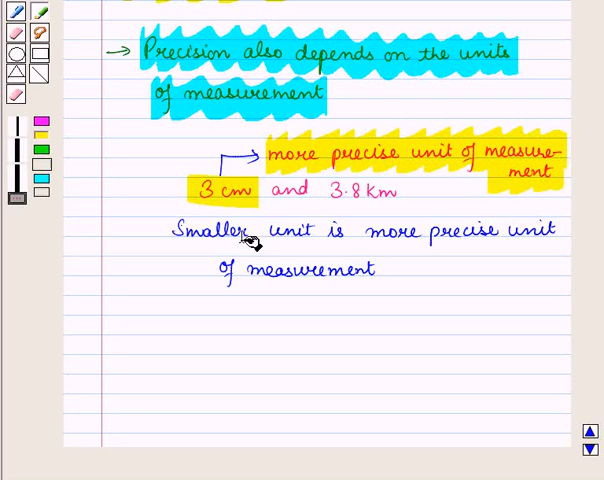 → Precision also depends on the units
of measurement
more precise unit of measure-
ment
3 cm and 3.8 Km
Smaller unit is more precise unit
of measurement